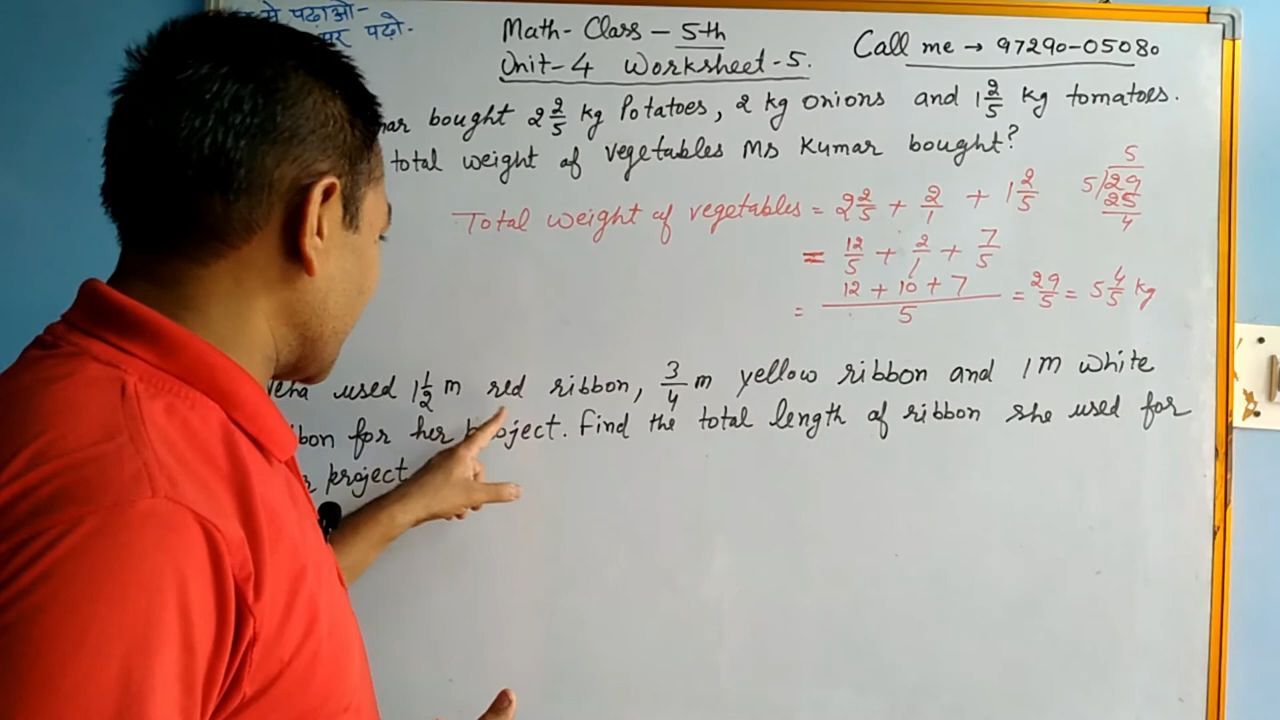 से पढ़ाओ-
पर पढ़ो.
Math- Class - 5th
Unit-4 Worksheet-5.
Call me → 97290-05080
mar bought 2 2/5 kg Potatoes, 2 kg onions and 1 2/5 kg tomatoes.
total weight of vegetables Ms Kumar bought?
Total weight of vegetables = 2 2/5 + 2/1 + 1 2/5
= 12/5 + 2/1 + 7/5
= (12 + 10 + 7)/5 = 29/5 = 5 4/5 kg
5
5)29
25
4
Neha used 1 1/2 m red ribbon, 3/4 m yellow ribbon and 1 m white
bon for her project. Find the total length of ribbon she used for
project